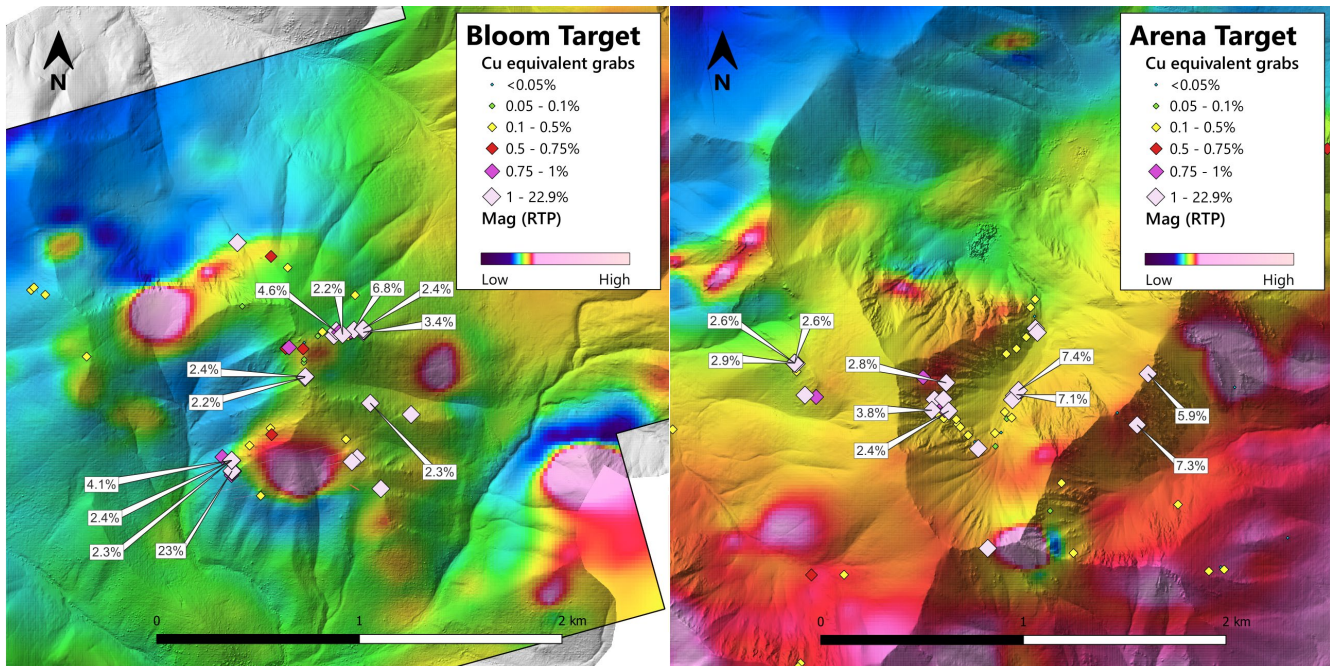 Bloom Target
Cu equivalent grabs
<0.05%
0.05 - 0.1%
0.1 - 0.5%
0.5 - 0.75%
0.75 - 1%
1 - 22.9%
Mag (RTP)
Low High
N
4.6%
2.2%
6.8%
2.4%
3.4%
2.4%
2.2%
2.3%
4.1%
2.4%
2.3%
23%
0 1 2 km
Arena Target
Cu equivalent grabs
<0.05%
0.05 - 0.1%
0.1 - 0.5%
0.5 - 0.75%
0.75 - 1%
1 - 22.9%
Mag (RTP)
Low High
N
2.6%
2.6%
2.9%
2.8%
7.4%
7.1%
3.8%
2.4%
5.9%
7.3%
0 1 2 km